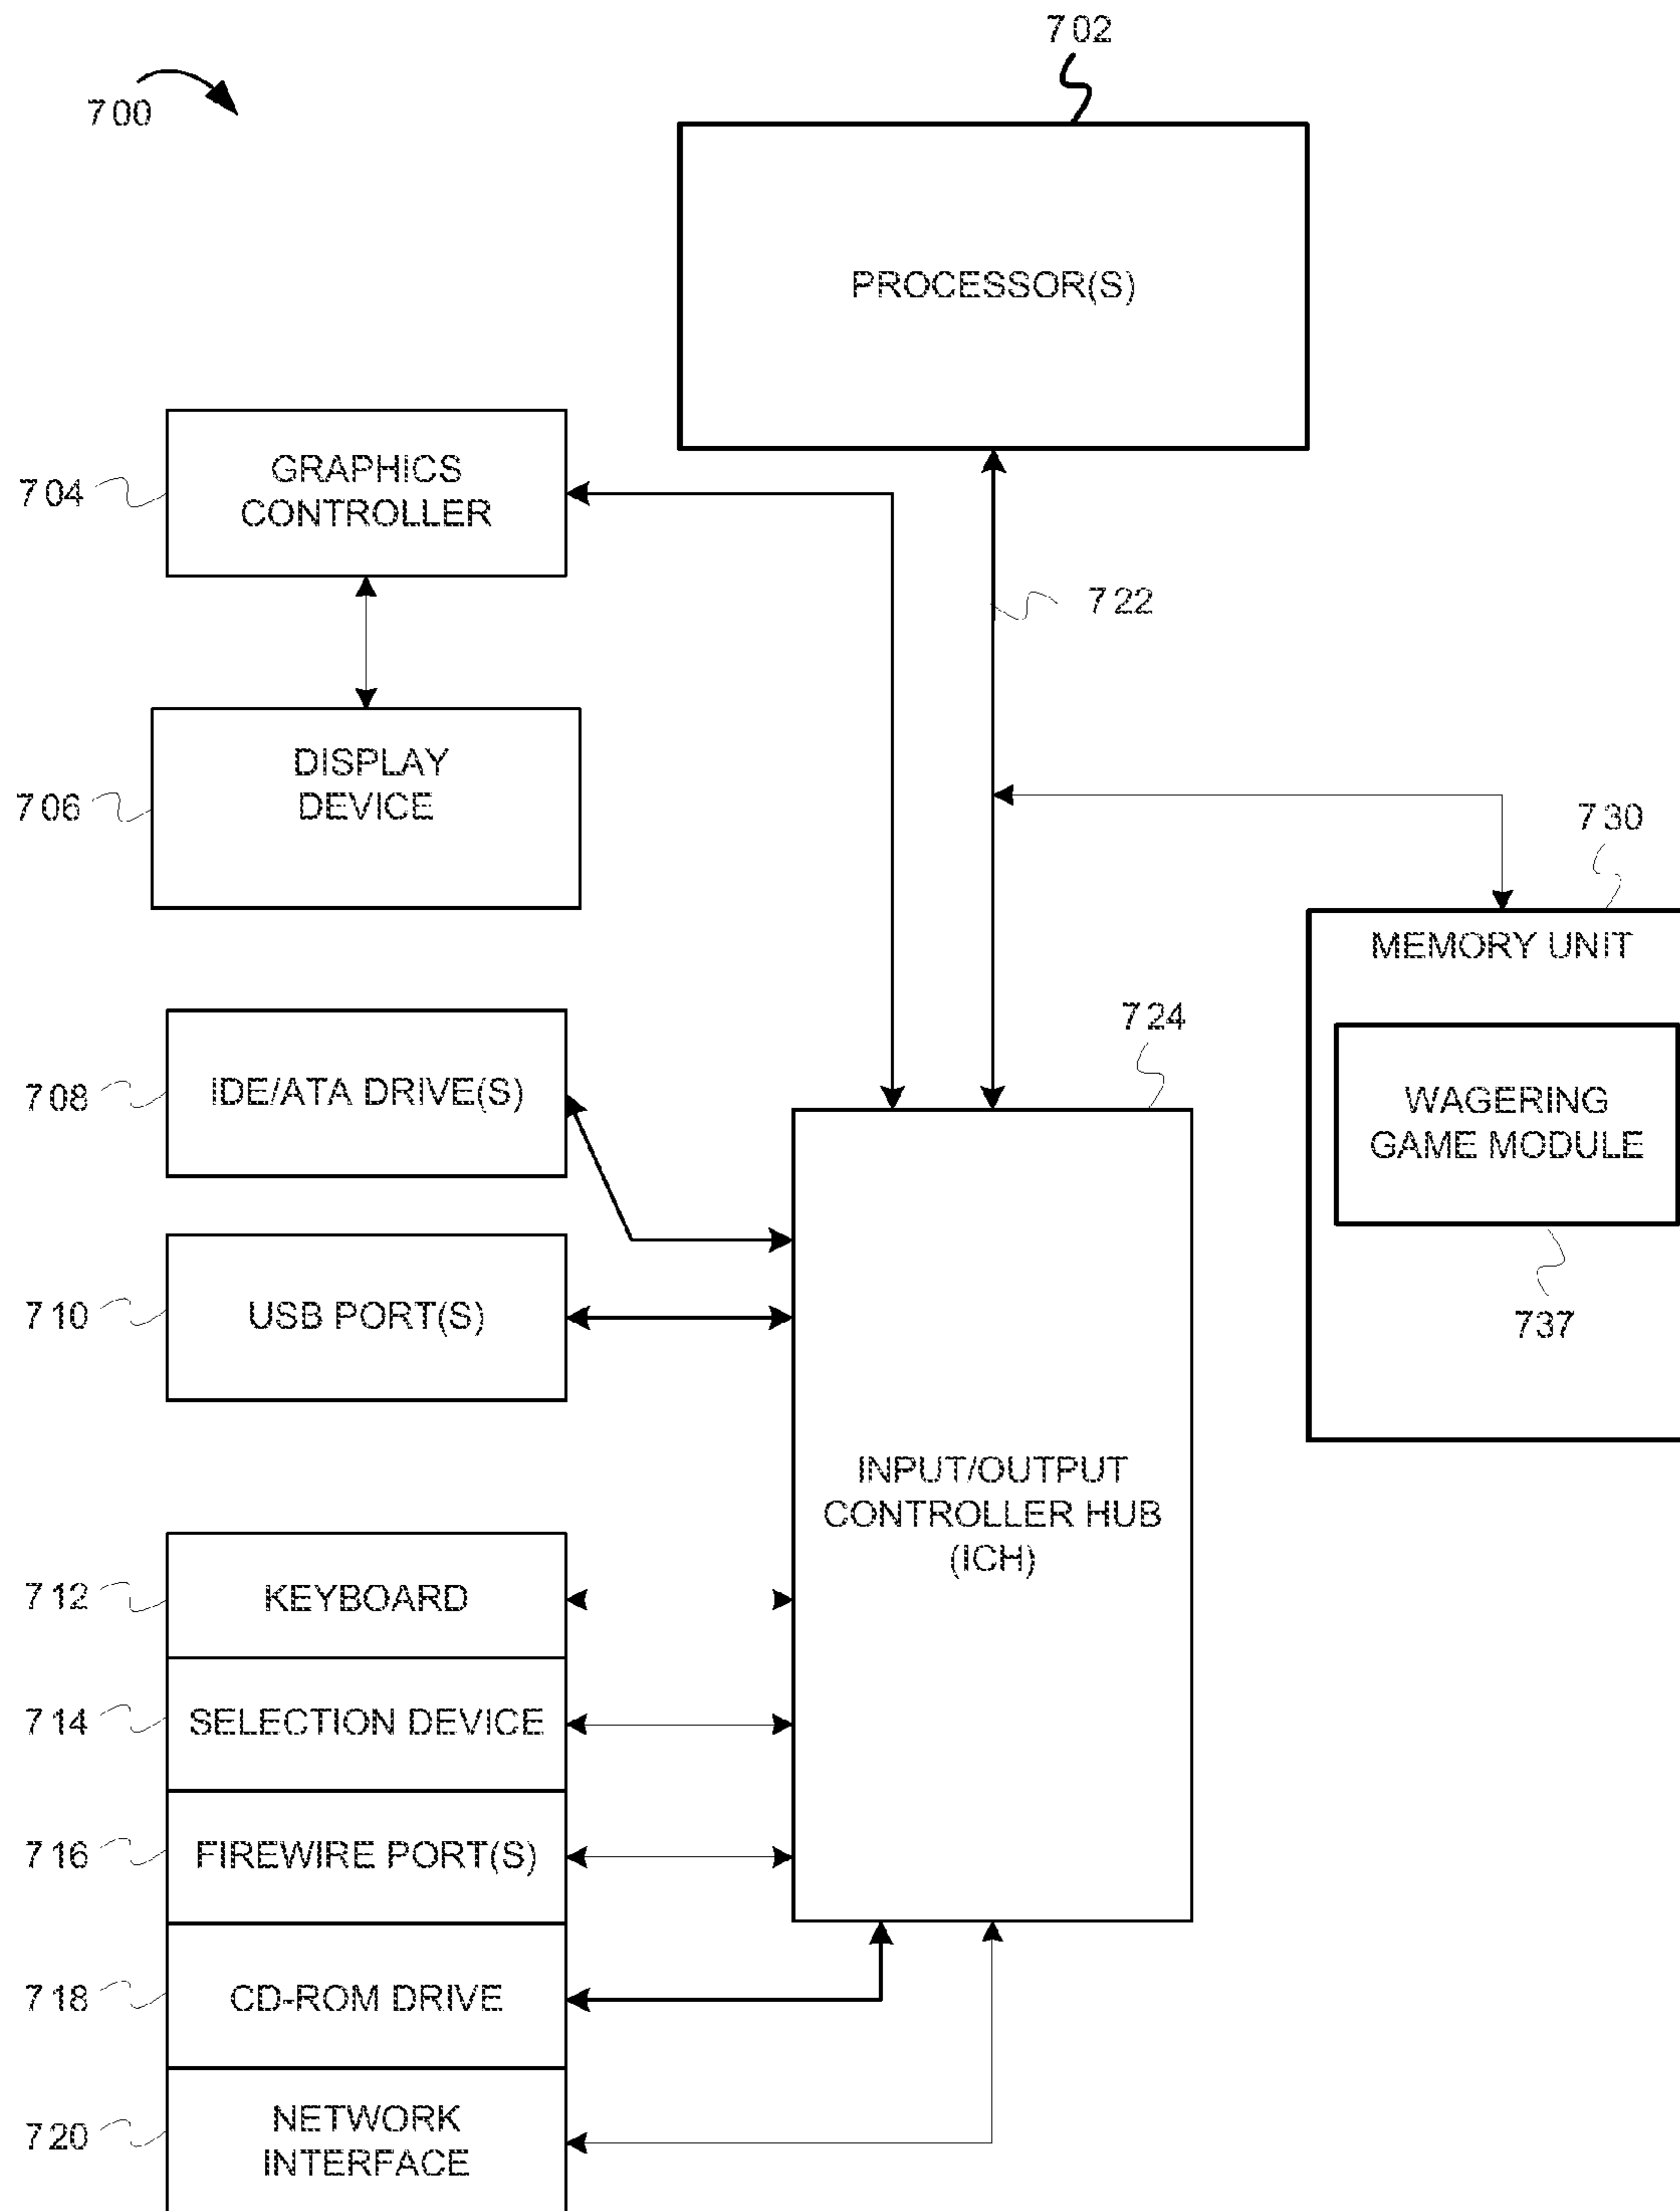 702
700
PROCESSOR(S)
704
GRAPHICS
CONTROLLER
722
706
DISPLAY
DEVICE
730
MEMORY UNIT
724
708
IDE/ATA DRIVE(S)
WAGERING
GAME MODULE
710
USB PORT(S)
737
INPUT/OUTPUT
CONTROLLER HUB
(ICH)
712
KEYBOARD
714
SELECTION DEVICE
716
FIREWIRE PORT(S)
718
CD-ROM DRIVE
720
NETWORK
INTERFACE